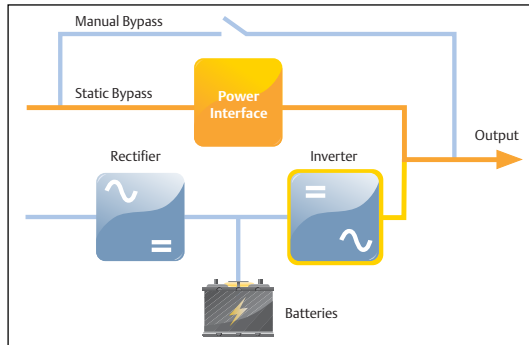 Manual Bypass
Static Bypass
Power
Interface
Output
Rectifier
Inverter
Batteries